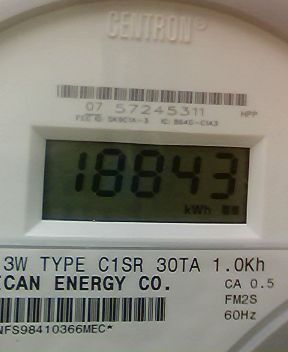 CENTRON®
07 57245311 HPP
18843
kWh
3W TYPE C1SR 30TA 1.0Kh
ICAN ENERGY CO. CA 0.5
FM2S
NFS98410366MEC* 60Hz